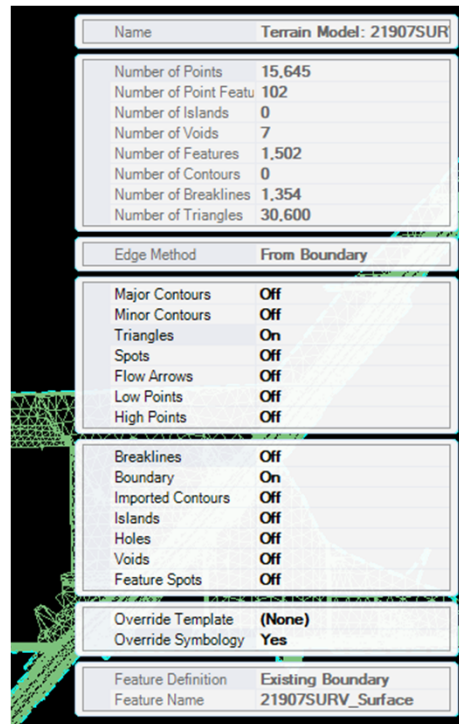 Name Terrain Model: 21907SUR
Number of Points 15,645
Number of Point Featu 102
Number of Islands 0
Number of Voids 7
Number of Features 1,502
Number of Contours 0
Number of Breaklines 1,354
Number of Triangles 30,600
Edge Method From Boundary
Major Contours Off
Minor Contours Off
Triangles On
Spots Off
Flow Arrows Off
Low Points Off
High Points Off
Breaklines Off
Boundary On
Imported Contours Off
Islands Off
Holes Off
Voids Off
Feature Spots Off
Override Template (None)
Override Symbology Yes
Feature Definition Existing Boundary
Feature Name 21907SURV_Surface